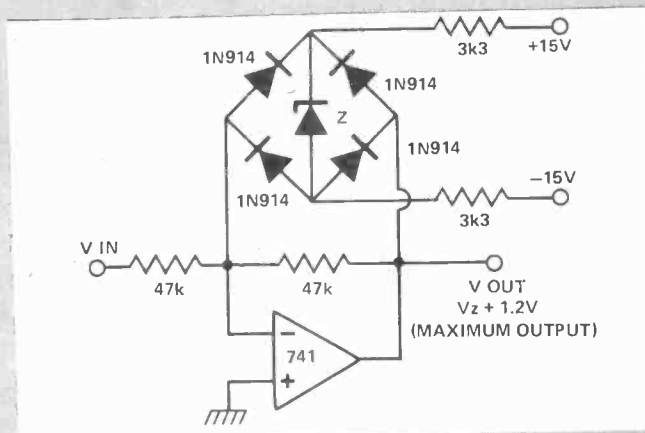 +15V
3k3
1N914
1N914
Z
1N914
1N914
−15V
3k3
V IN
47k
47k
V OUT
Vz + 1.2V
(MAXIMUM OUTPUT)
−
741
+